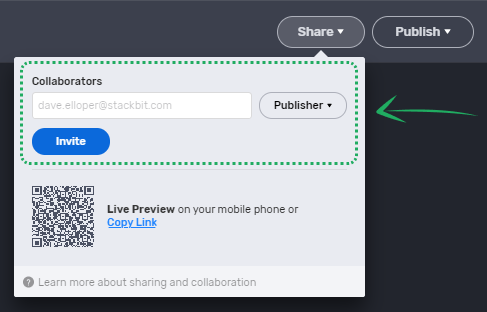 Share Publish
Collaborators
dave.elloper@stackbit.com Publisher
Invite
Live Preview on your mobile phone or
Copy Link
? Learn more about sharing and collaboration